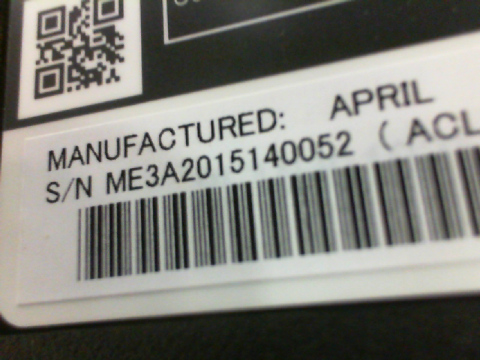 MANUFACTURED: APRIL
S/N ME3A2015140052 ( ACL